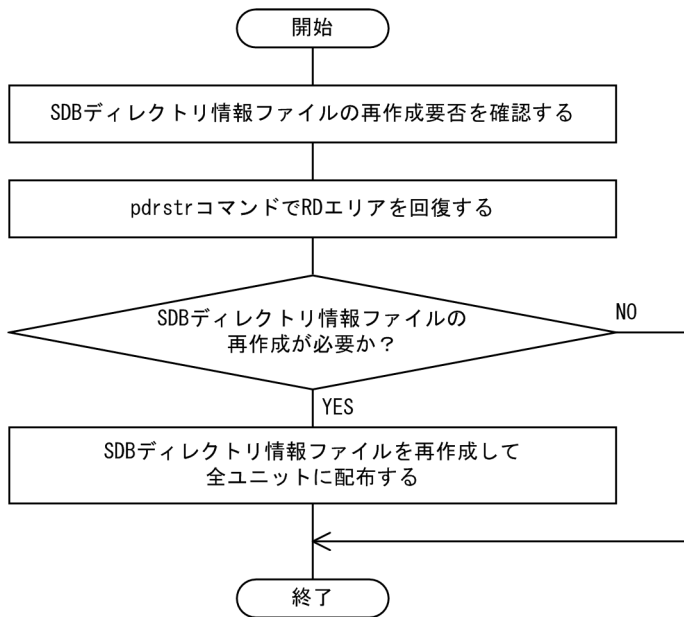 開始
SDBディレクトリ情報ファイルの再作成要否を確認する
pdrstrコマンドでRDエリアを回復する
SDBディレクトリ情報ファイルの
再作成が必要か？
NO
YES
SDBディレクトリ情報ファイルを再作成して
全ユニットに配布する
終了